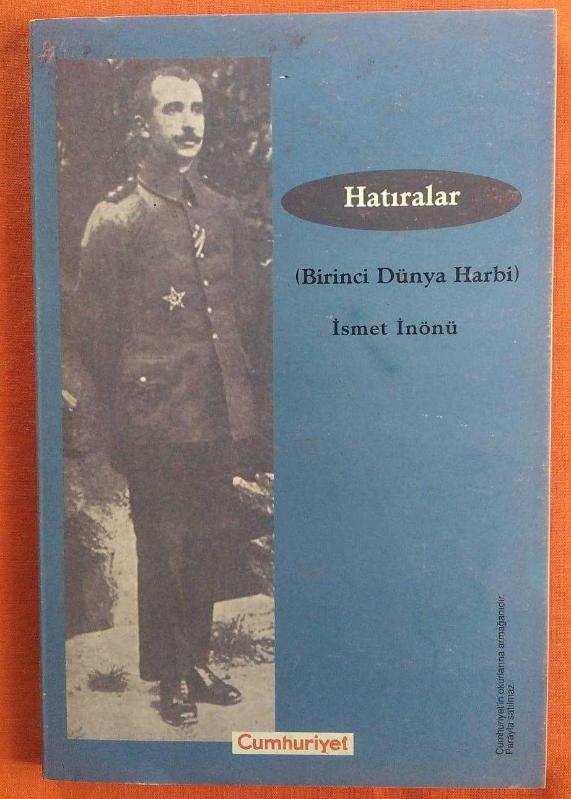 Hatıralar
(Birinci Dünya Harbi)
İsmet İnönü
Cumhuriyet'in okurlarına armağanıdır.
Parayla satılmaz.
Cumhuriyet